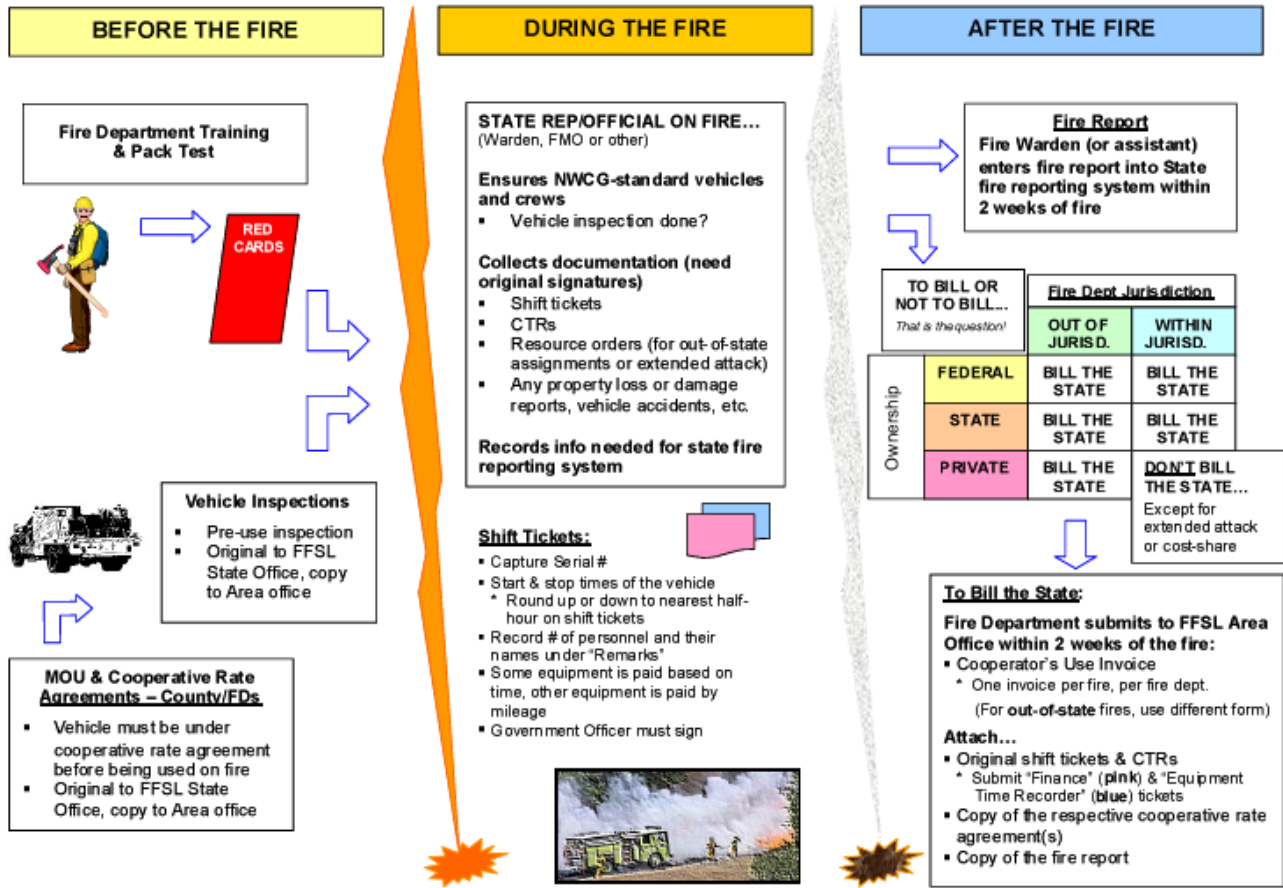 BEFORE THE FIRE
Fire Department Training
& Pack Test
RED
CARDS
Vehicle Inspections
▪ Pre-use inspection
▪ Original to FFSL
State Office, copy
to Area office
MOU & Cooperative Rate
Agreements – County/FDs
▪ Vehicle must be under
cooperative rate agreement
before being used on fire
▪ Original to FFSL State
Office, copy to Area office
DURING THE FIRE
STATE REP/OFFICIAL ON FIRE…
(Warden, FMO or other)
Ensures NWCG-standard vehicles
and crews
▪ Vehicle inspection done?
Collects documentation (need
original signatures)
▪ Shift tickets
▪ CTRs
▪ Resource orders (for out-of-state
assignments or extended attack)
▪ Any property loss or damage
reports, vehicle accidents, etc.
Records info needed for state fire
reporting system
Shift Tickets:
▪ Capture Serial #
▪ Start & stop times of the vehicle
* Round up or down to nearest half-
hour on shift tickets
▪ Record # of personnel and their
names under "Remarks"
▪ Some equipment is paid based on
time, other equipment is paid by
mileage
▪ Government Officer must sign
AFTER THE FIRE
Fire Report
Fire Warden (or assistant)
enters fire report into State
fire reporting system within
2 weeks of fire
TO BILL OR
NOT TO BILL…
That is the question!
Fire Dept Jurisdiction
OUT OF
JURISD.
WITHIN
JURISD.
Ownership
FEDERAL
BILL THE
STATE
BILL THE
STATE
STATE
BILL THE
STATE
BILL THE
STATE
PRIVATE
BILL THE
STATE
DON'T BILL
THE STATE…
Except for
extended attack
or cost-share
To Bill the State:
Fire Department submits to FFSL Area
Office within 2 weeks of the fire:
▪ Cooperator's Use Invoice
* One invoice per fire, per fire dept.
(For out-of-state fires, use different form)
Attach…
▪ Original shift tickets & CTRs
* Submit "Finance" (pink) & "Equipment
Time Recorder" (blue) tickets
▪ Copy of the respective cooperative rate
agreement(s)
▪ Copy of the fire report